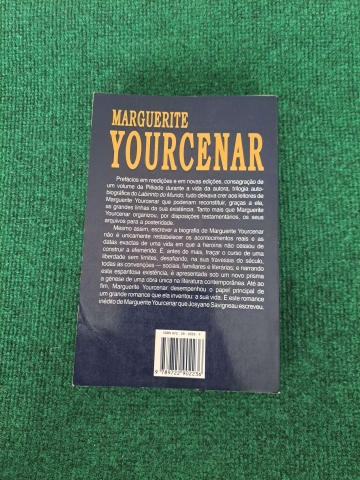 MARGUERITE
YOURCENAR
Prefácios em reedições e em novas edições, consagração de
um volume da Plêiade durante a vida da autora, trilogia auto-
biográfica do Labirinto do Mundo, tudo deixava crer aos leitores de
Marguerite Yourcenar que poderiam reconstituir, graças a ela,
as grandes linhas da sua existência. Tanto mais que Marguerite
Yourcenar organizou, por disposições testamentárias, os seus
arquivos para a posteridade.
Mesmo assim, escrever a biografia de Marguerite Yourcenar
não é unicamente restabelecer os acontecimentos reais e as
datas exactas de uma vida em que a heroína não cessou de
construir a efeméride. É, antes de mais, traçar o curso de uma
liberdade sem limites, desafiando, na sua travessia do século,
todas as convenções — sociais, familiares e literárias; e narrando
esta espantosa existência, é apresentada sob um novo prisma
a génese de uma obra única na literatura contemporânea. Até ao
fim, Marguerite Yourcenar desempenhou o papel principal de
um grande romance que ela inventou: a sua vida. É este romance
inédito de Marguerite Yourcenar que Josyane Savigneau escreveu.
9 789722 902236